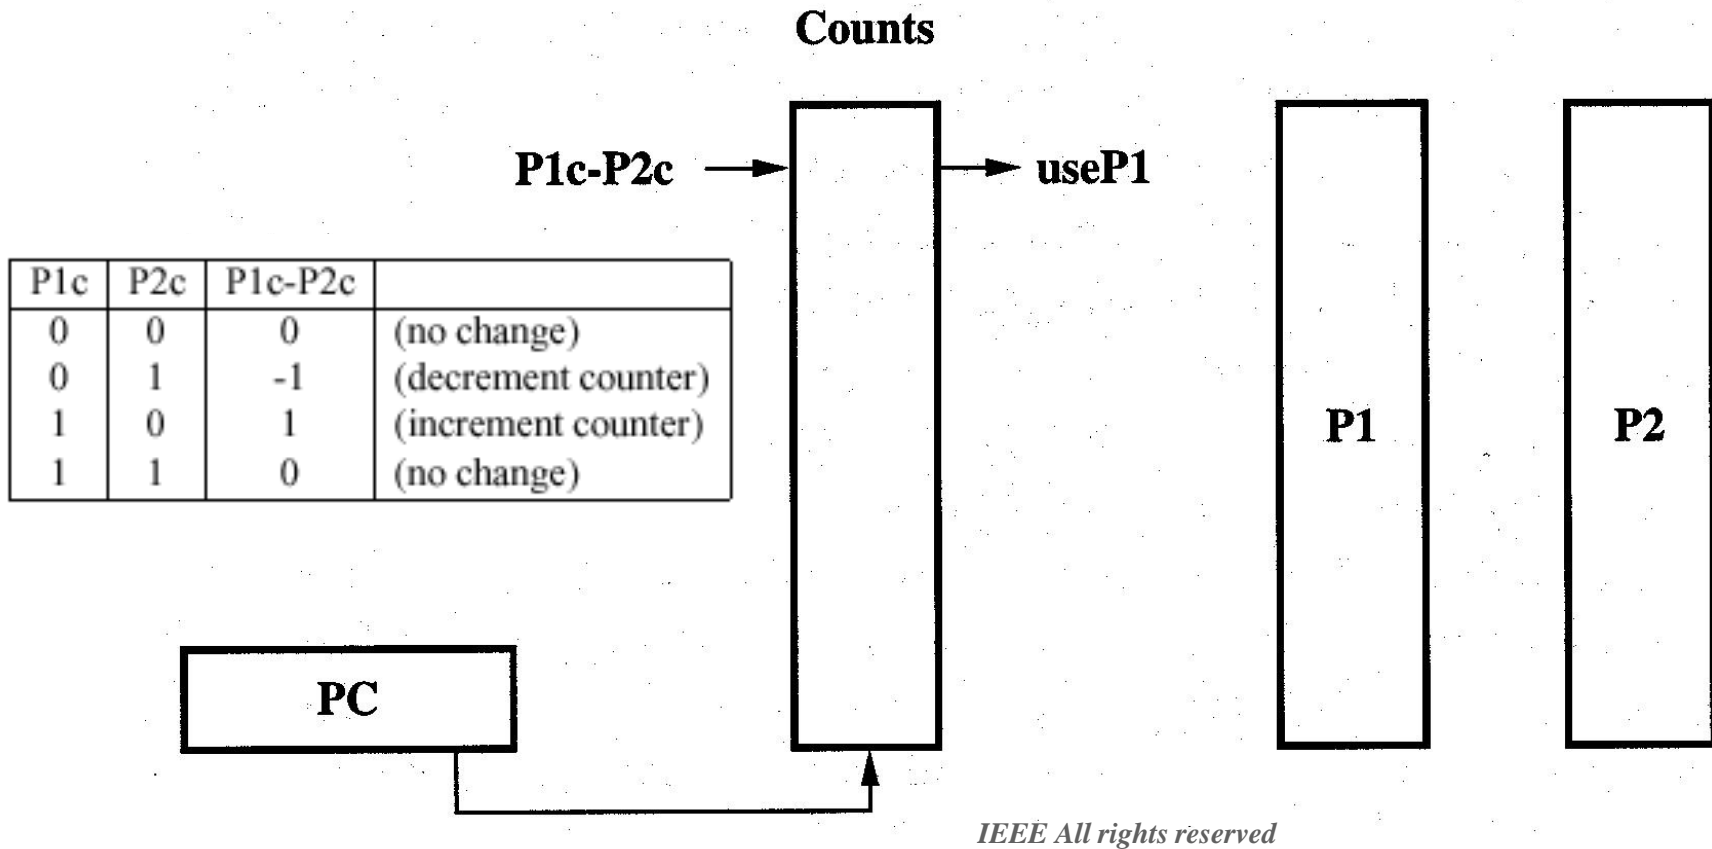 Counts
P1c-P2c
useP1
P1c P2c P1c-P2c
0 0 0 (no change)
0 1 -1 (decrement counter)
1 0 1 (increment counter)
1 1 0 (no change)
P1
P2
PC
IEEE All rights reserved